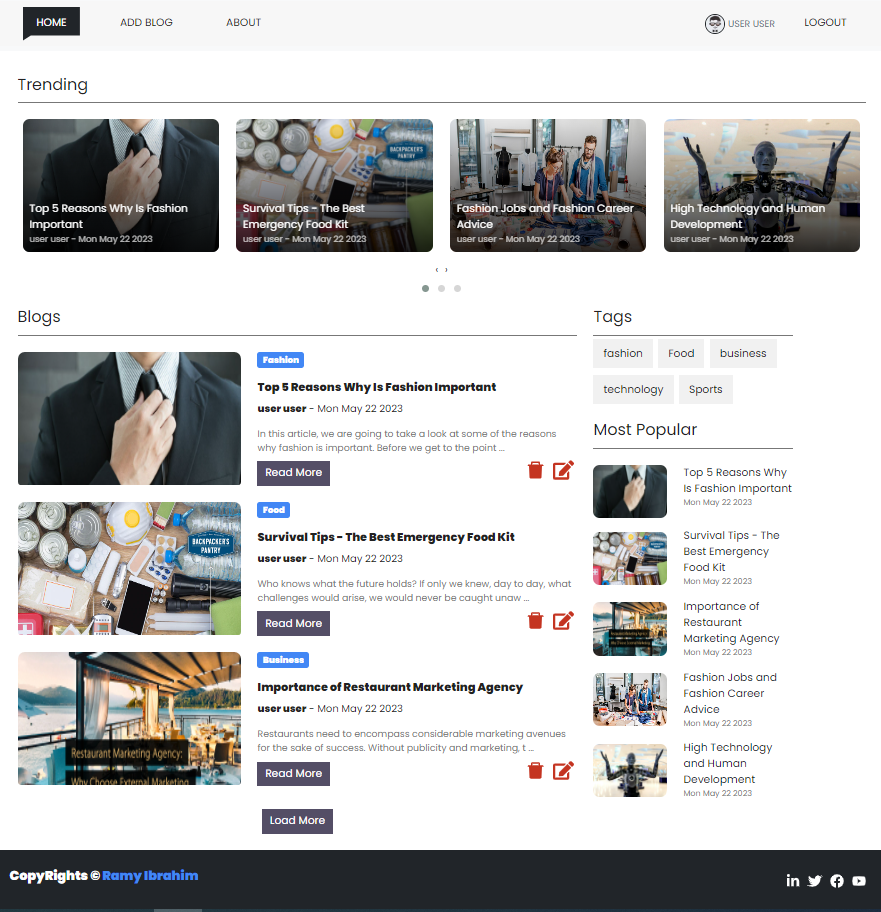 HOME
ADD BLOG
ABOUT
USER USER
LOGOUT
Trending
Top 5 Reasons Why Is Fashion
Important
user user - Mon May 22 2023
BACKPACKER'S
PANTRY
Survival Tips - The Best
Emergency Food Kit
user user - Mon May 22 2023
Fashion Jobs and Fashion Career
Advice
user user - Mon May 22 2023
High Technology and Human
Development
user user - Mon May 22 2023
‹ ›
Blogs
Fashion
Top 5 Reasons Why Is Fashion Important
user user - Mon May 22 2023
In this article, we are going to take a look at some of the reasons
why fashion is important. Before we get to the point ...
Read More
BACKPACKER'S
PANTRY
Food
Survival Tips - The Best Emergency Food Kit
user user - Mon May 22 2023
Who knows what the future holds? If only we knew, day to day, what
challenges would arise, we would never be caught unaw ...
Read More
Restaurant Marketing Agency:
Why Choose External Marketing
Business
Importance of Restaurant Marketing Agency
user user - Mon May 22 2023
Restaurants need to encompass considerable marketing avenues
for the sake of success. Without publicity and marketing, t ...
Read More
Load More
Tags
fashion
Food
business
technology
Sports
Most Popular
Top 5 Reasons Why
Is Fashion Important
Mon May 22 2023
Survival Tips - The
Best Emergency
Food Kit
Mon May 22 2023
Importance of
Restaurant
Marketing Agency
Mon May 22 2023
Fashion Jobs and
Fashion Career
Advice
Mon May 22 2023
High Technology
and Human
Development
Mon May 22 2023
CopyRights © Ramy Ibrahim